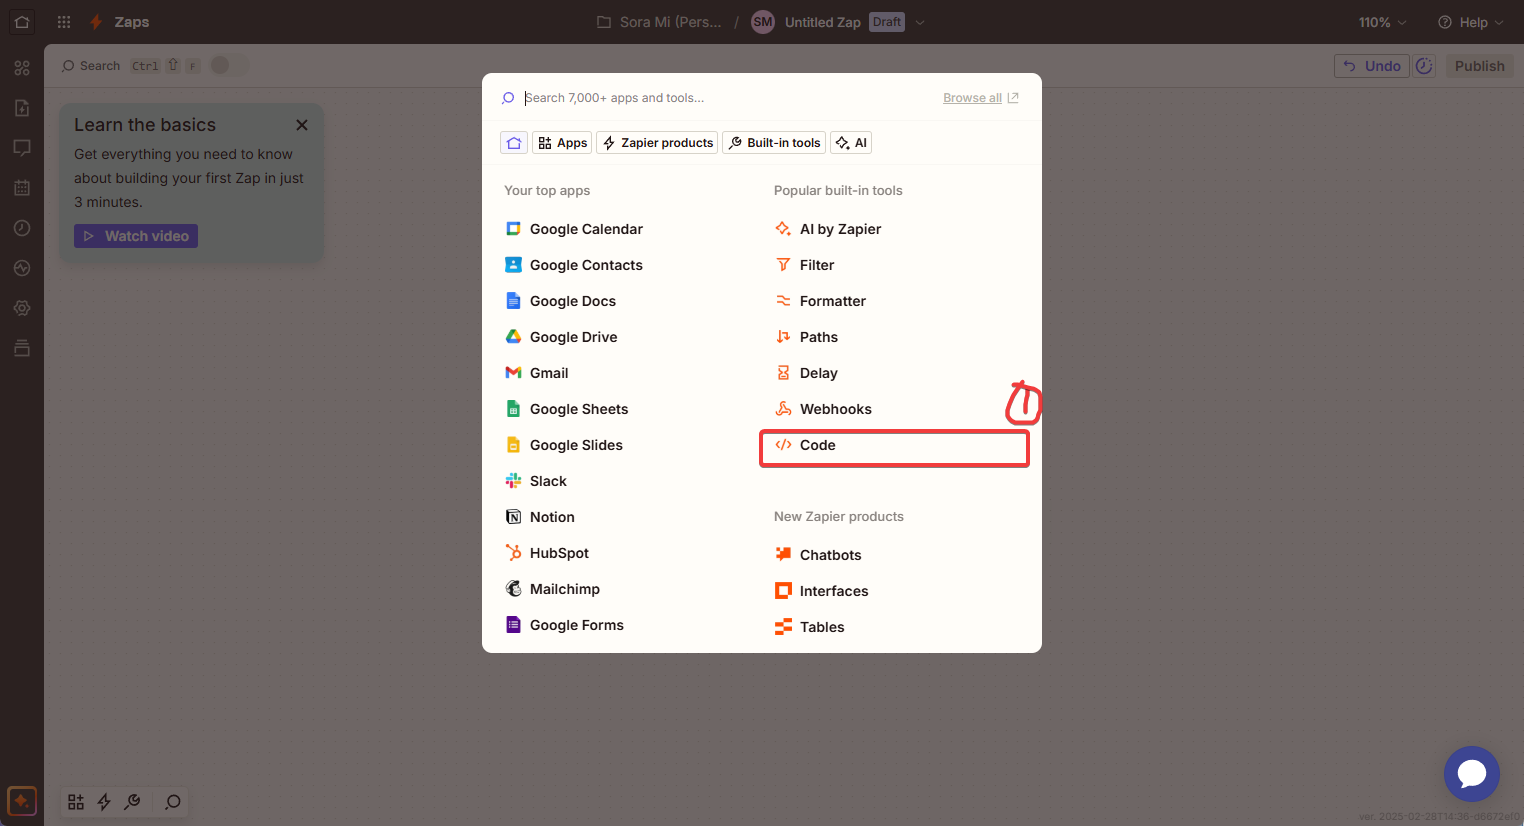 Zaps
Sora Mi (Pers... / SM Untitled Zap Draft
110%
Help
Search Ctrl F
Undo
Publish
Learn the basics
Get everything you need to know
about building your first Zap in just
3 minutes.
Watch video
Search 7,000+ apps and tools...
Browse all
Apps
Zapier products
Built-in tools
AI
Your top apps
Google Calendar
Google Contacts
Google Docs
Google Drive
Gmail
Google Sheets
Google Slides
Slack
Notion
HubSpot
Mailchimp
Google Forms
Popular built-in tools
AI by Zapier
Filter
Formatter
Paths
Delay
Webhooks
1
Code
New Zapier products
Chatbots
Interfaces
Tables
ver. 2025-02-28T14:36-d6672ef0